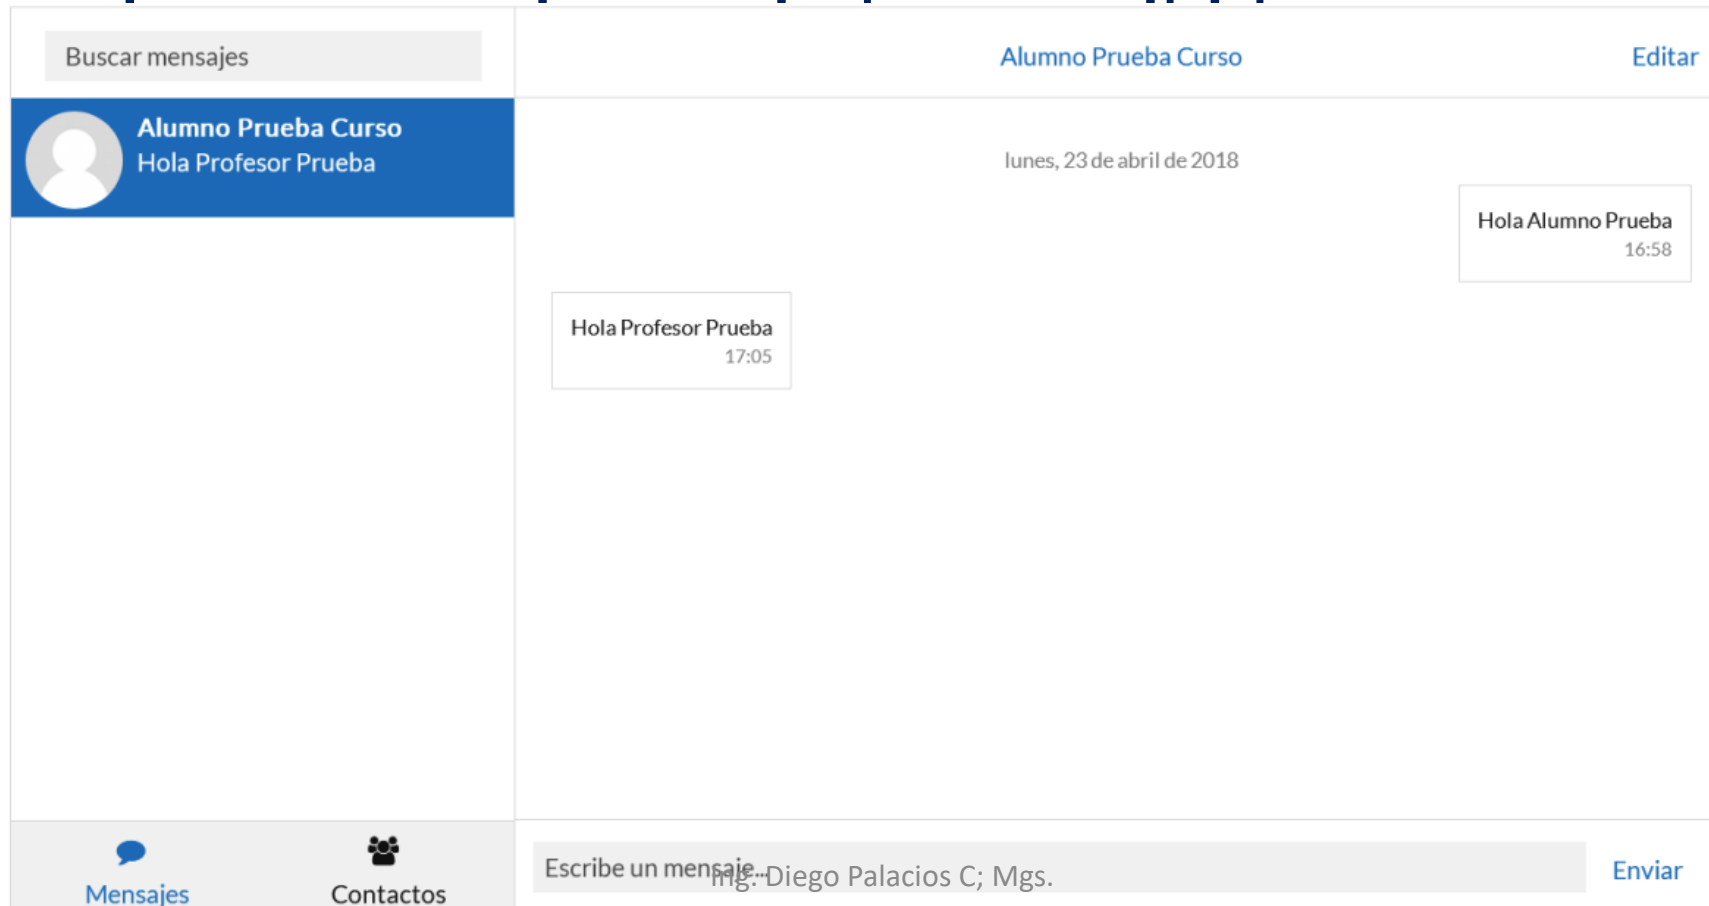 Buscar mensajes
Alumno Prueba Curso
Hola Profesor Prueba
Alumno Prueba Curso
Editar
lunes, 23 de abril de 2018
Hola Alumno Prueba
16:58
Hola Profesor Prueba
17:05
Mensajes
Contactos
Escribe un mensaje...
Enviar
Ing. Diego Palacios C; Mgs.